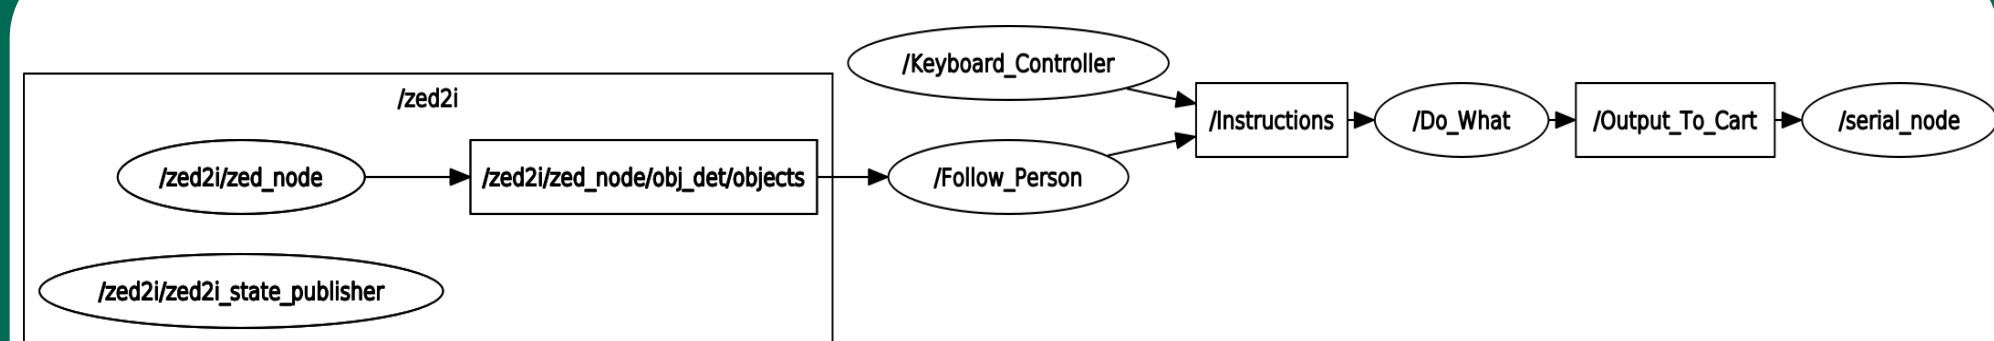 /zed2i
/zed2i/zed_node
/zed2i/zed_node/obj_det/objects
/zed2i/zed2i_state_publisher
/Keyboard_Controller
/Follow_Person
/Instructions
/Do_What
/Output_To_Cart
/serial_node